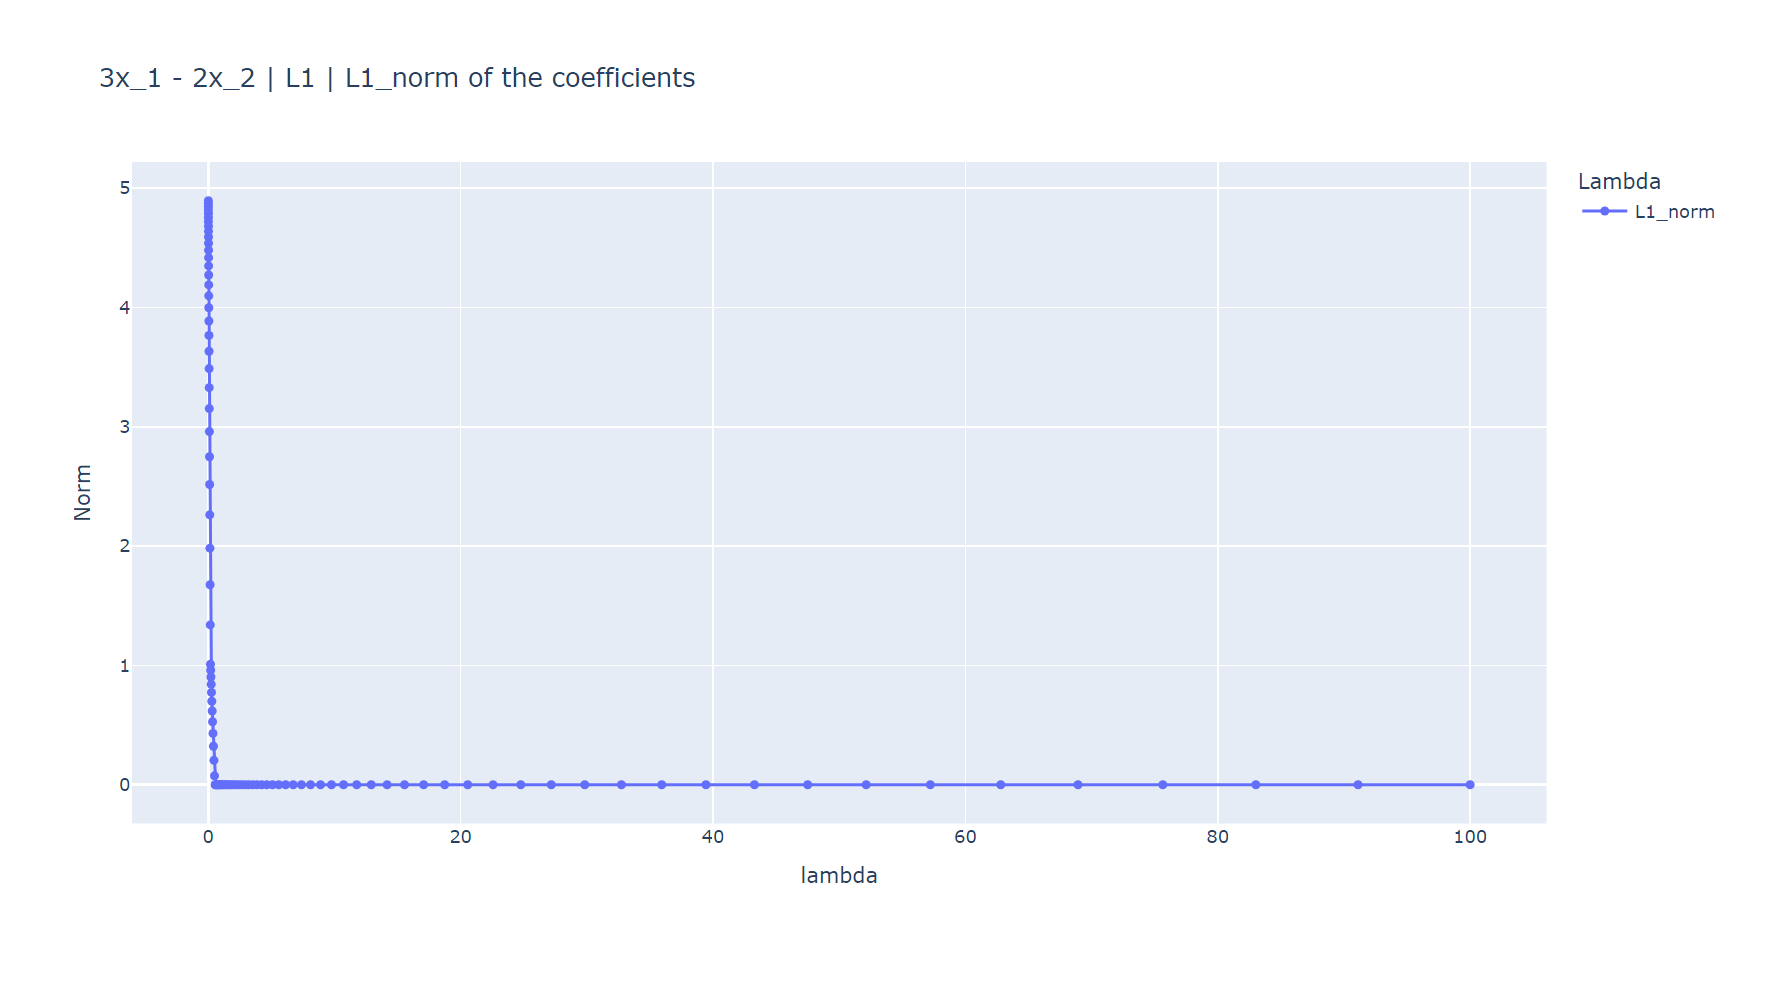 3x_1 - 2x_2 | L1 | L1_norm of the coefficients
Lambda
L1_norm
5
4
3
2
1
0
Norm
0 20 40 60 80 100
lambda